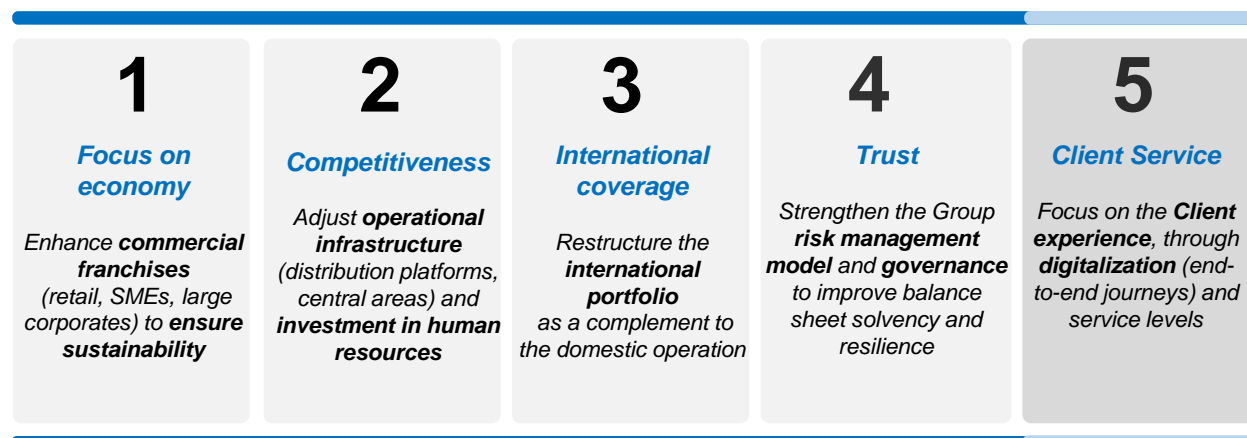 1
Focus on
economy
Enhance commercial
franchises
(retail, SMEs, large
corporates) to ensure
sustainability
2
Competitiveness
Adjust operational
infrastructure
(distribution platforms,
central areas) and
investment in human
resources
3
International
coverage
Restructure the
international
portfolio
as a complement to
the domestic operation
4
Trust
Strengthen the Group
risk management
model and governance
to improve balance
sheet solvency and
resilience
5
Client Service
Focus on the Client
experience, through
digitalization (end-
to-end journeys) and
service levels